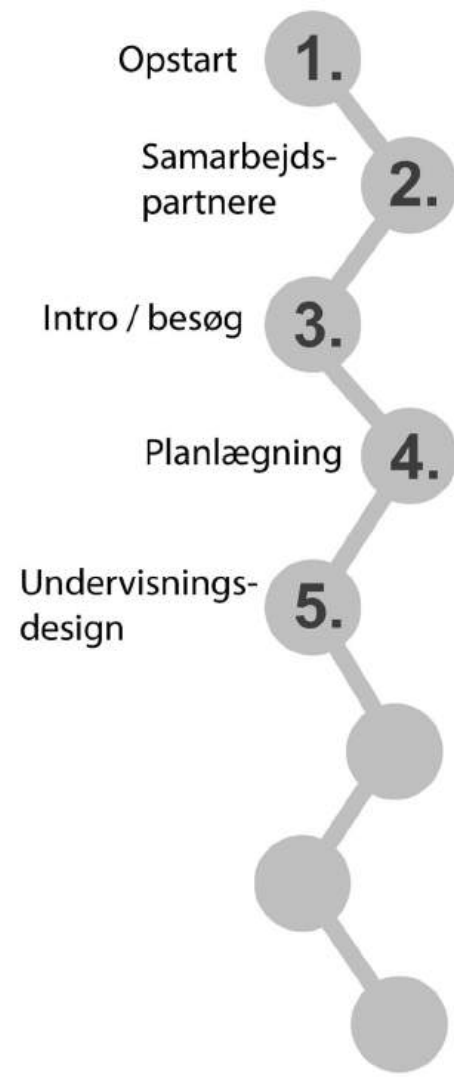 Opstart 1.
Samarbejds-
partnere 2.
Intro / besøg 3.
Planlægning 4.
Undervisnings-
design 5.